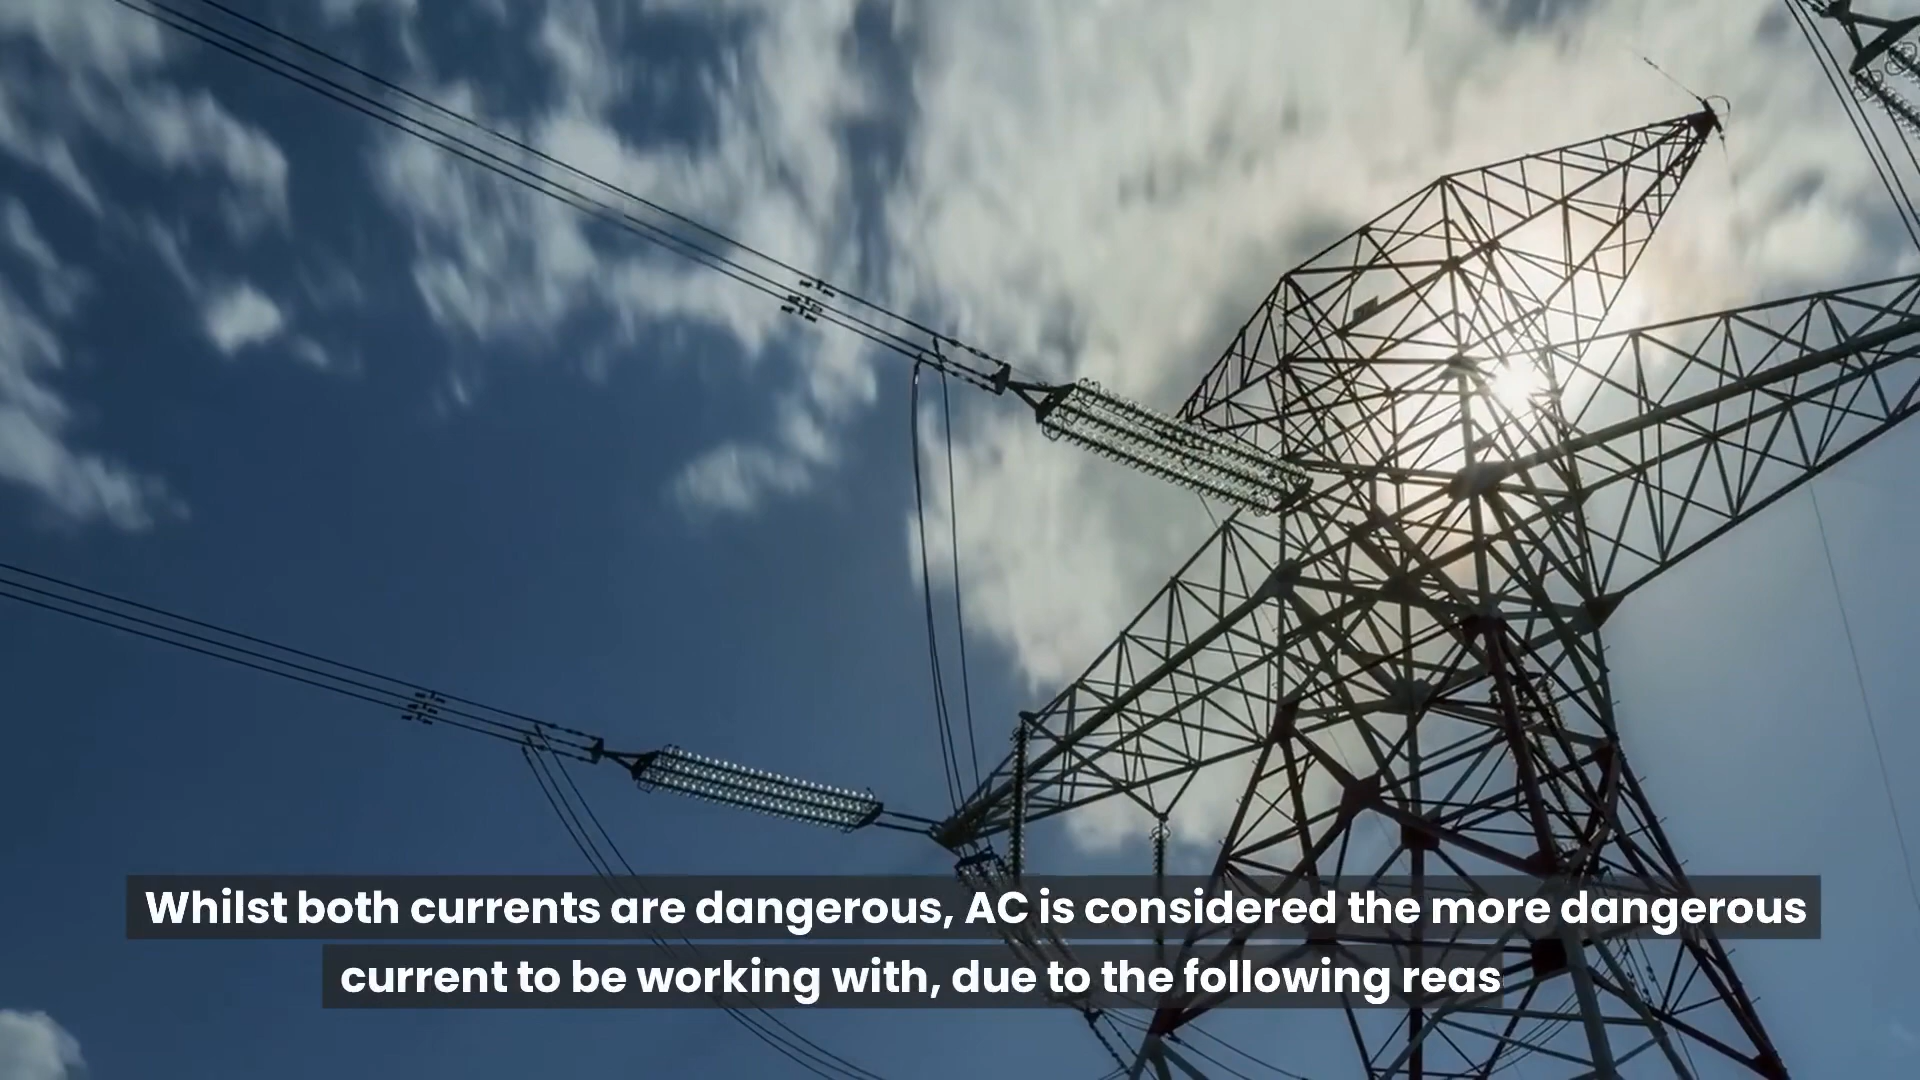 Whilst both currents are dangerous, AC is considered the more dangerous
current to be working with, due to the following reas